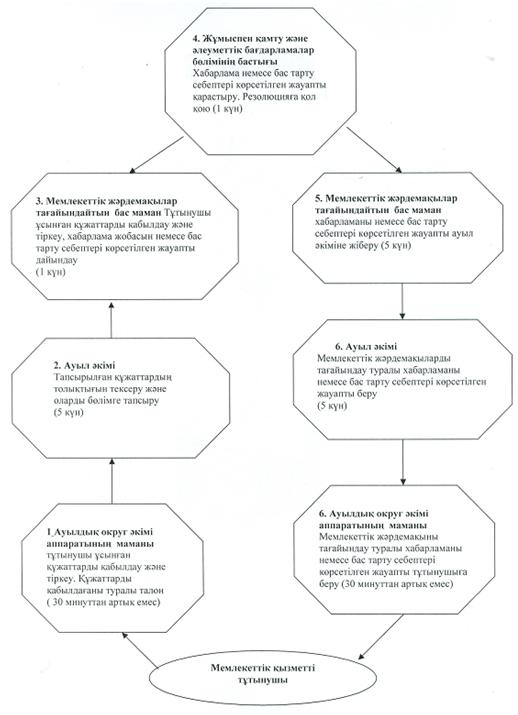 4. Жұмыспен қамту және
әлеуметтік бағдарламалар
бөлімінің бастығы
Хабарлама немесе бас тарту
себептері көрсетілген жауапты
қарастыру. Резолюцияға қол
қою (1 күн)
3. Мемлекеттік жәрдемақылар
тағайындайтын бас маман Тұтынушы
ұсынған құжаттарды қабылдау және
тіркеу, хабарлама жобасын немесе бас
тарту себептері көрсетілген жауапты
дайындау
(1 күн)
5. Мемлекеттік жәрдемақылар
тағайындайтын бас маман
хабарламаны немесе бас тарту
себептері көрсетілген жауапты ауыл
әкіміне жіберу (5 күн)
2. Ауыл әкімі
Тапсырылған құжаттардың
толықтығын тексеру және
оларды бөлімге тапсыру
(5 күн)
6. Ауыл әкімі
Мемлекеттік жәрдемақыларды
тағайындау туралы хабарламаны
немесе бас тарту себептері көрсетілген
жауапты беру
(5 күн)
1 Ауылдық округ әкімі
аппаратының маманы
тұтынушы ұсынған
құжаттарды қабылдау және
тіркеу. Құжаттарды
қабылдағаны туралы талон
( 30 минуттан артық емес)
6. Ауылдық округ әкімі
аппаратының маманы
Мемлекеттік жәрдемақыны
тағайындау туралы хабарламаны
немесе бас тарту себептері
көрсетілген жауапты тұтынушыға
беру (30 минуттан артық емес)
Мемлекеттік қызметті
тұтынушы